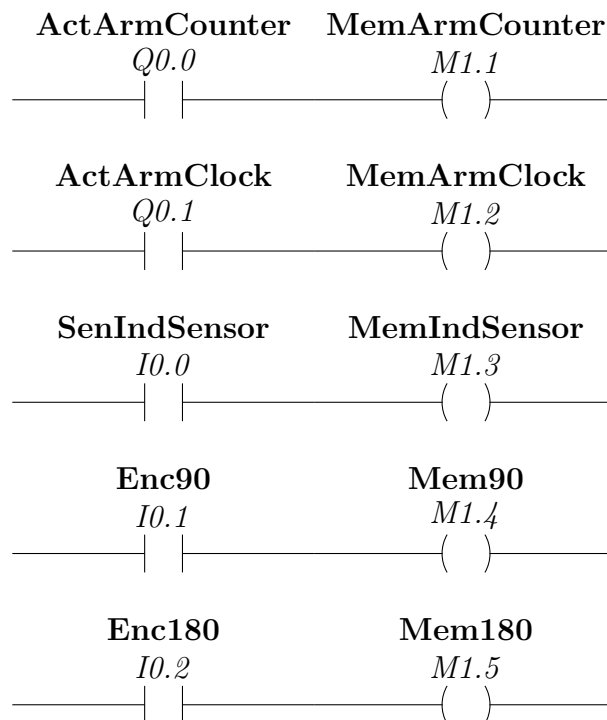 ActArmCounter MemArmCounter
Q0.0 M1.1
ActArmClock MemArmClock
Q0.1 M1.2
SenIndSensor MemIndSensor
I0.0 M1.3
Enc90 Mem90
I0.1 M1.4
Enc180 Mem180
I0.2 M1.5